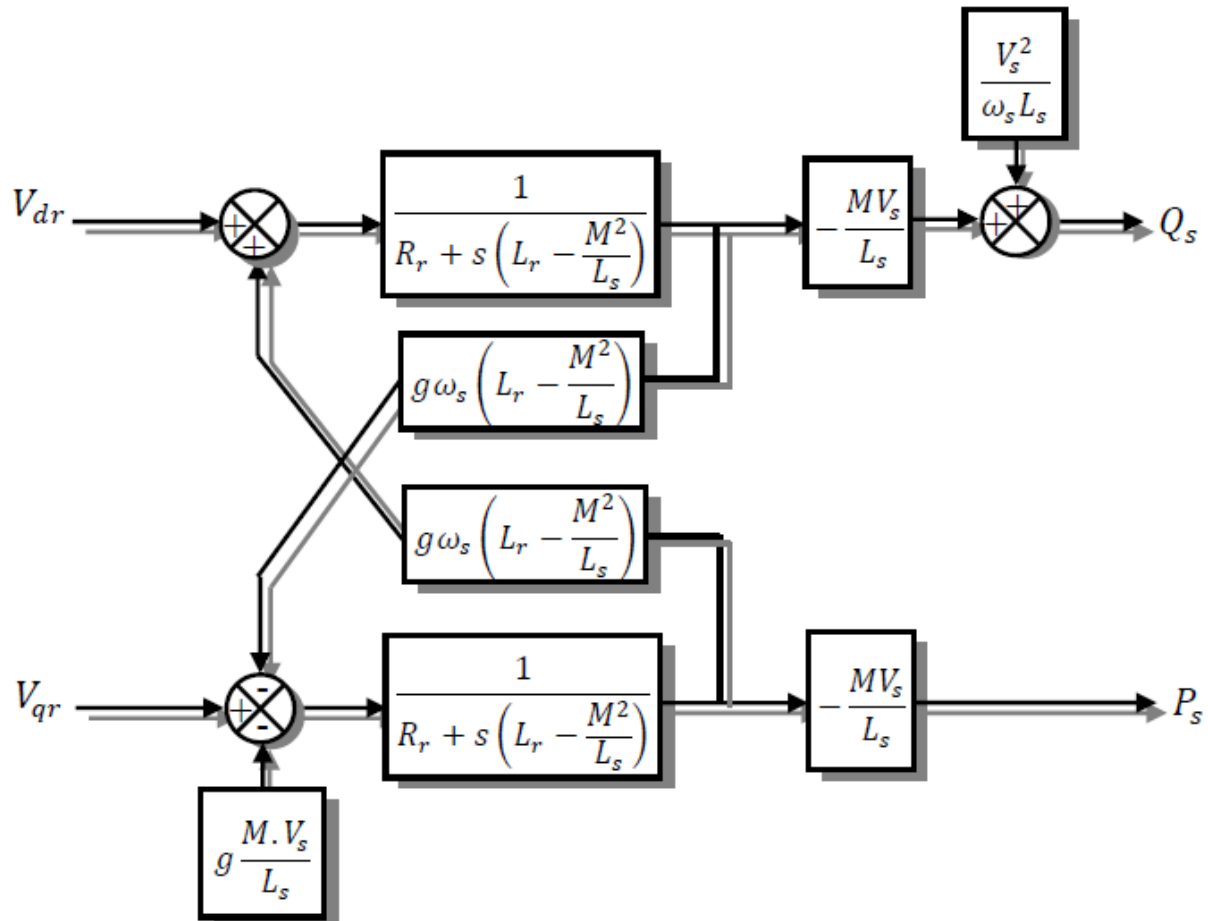 V_s^2 / ω_s L_s
V_dr
+
+
1 / (R_r + s(L_r − M^2/L_s))
− MV_s / L_s
+
+
Q_s
gω_s(L_r − M^2/L_s)
gω_s(L_r − M^2/L_s)
V_qr
+
-
-
1 / (R_r + s(L_r − M^2/L_s))
− MV_s / L_s
P_s
g M.V_s / L_s